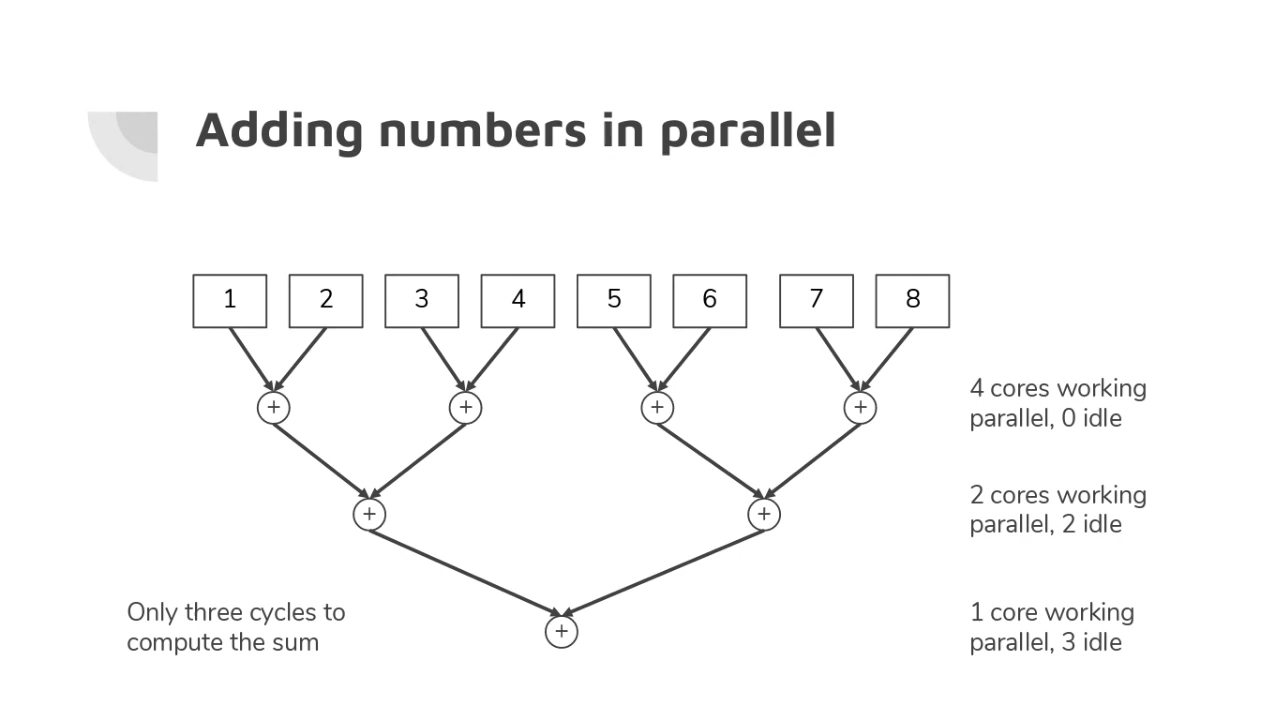 Adding numbers in parallel
1 2 3 4 5 6 7 8
+ + + +
4 cores working
parallel, 0 idle
+ +
2 cores working
parallel, 2 idle
Only three cycles to
compute the sum
+
1 core working
parallel, 3 idle